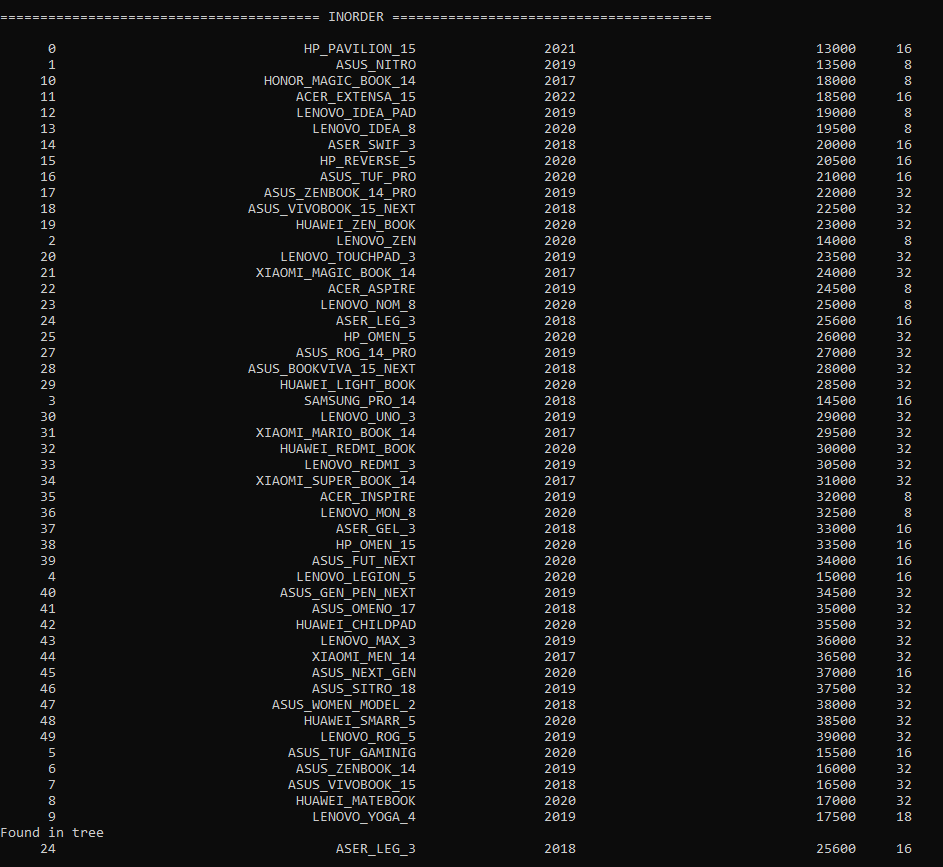 ======================================== INORDER ========================================
0 HP_PAVILION_15 2021 13000 16
1 ASUS_NITRO 2019 13500 8
10 HONOR_MAGIC_BOOK_14 2017 18000 8
11 ACER_EXTENSA_15 2022 18500 16
12 LENOVO_IDEA_PAD 2019 19000 8
13 LENOVO_IDEA_8 2020 19500 8
14 ASER_SWIF_3 2018 20000 16
15 HP_REVERSE_5 2020 20500 16
16 ASUS_TUF_PRO 2020 21000 16
17 ASUS_ZENBOOK_14_PRO 2019 22000 32
18 ASUS_VIVOBOOK_15_NEXT 2018 22500 32
19 HUAWEI_ZEN_BOOK 2020 23000 32
2 LENOVO_ZEN 2020 14000 8
20 LENOVO_TOUCHPAD_3 2019 23500 32
21 XIAOMI_MAGIC_BOOK_14 2017 24000 32
22 ACER_ASPIRE 2019 24500 8
23 LENOVO_NOM_8 2020 25000 8
24 ASER_LEG_3 2018 25600 16
25 HP_OMEN_5 2020 26000 32
27 ASUS_ROG_14_PRO 2019 27000 32
28 ASUS_BOOKVIVA_15_NEXT 2018 28000 32
29 HUAWEI_LIGHT_BOOK 2020 28500 32
3 SAMSUNG_PRO_14 2018 14500 16
30 LENOVO_UNO_3 2019 29000 32
31 XIAOMI_MARIO_BOOK_14 2017 29500 32
32 HUAWEI_REDMI_BOOK 2020 30000 32
33 LENOVO_REDMI_3 2019 30500 32
34 XIAOMI_SUPER_BOOK_14 2017 31000 32
35 ACER_INSPIRE 2019 32000 8
36 LENOVO_MON_8 2020 32500 8
37 ASER_GEL_3 2018 33000 16
38 HP_OMEN_15 2020 33500 16
39 ASUS_FUT_NEXT 2020 34000 16
4 LENOVO_LEGION_5 2020 15000 16
40 ASUS_GEN_PEN_NEXT 2019 34500 32
41 ASUS_OMENO_17 2018 35000 32
42 HUAWEI_CHILDPAD 2020 35500 32
43 LENOVO_MAX_3 2019 36000 32
44 XIAOMI_MEN_14 2017 36500 32
45 ASUS_NEXT_GEN 2020 37000 16
46 ASUS_SITRO_18 2019 37500 32
47 ASUS_WOMEN_MODEL_2 2018 38000 32
48 HUAWEI_SMARR_5 2020 38500 32
49 LENOVO_ROG_5 2019 39000 32
5 ASUS_TUF_GAMINIG 2020 15500 16
6 ASUS_ZENBOOK_14 2019 16000 32
7 ASUS_VIVOBOOK_15 2018 16500 32
8 HUAWEI_MATEBOOK 2020 17000 32
9 LENOVO_YOGA_4 2019 17500 18
Found in tree
24 ASER_LEG_3 2018 25600 16